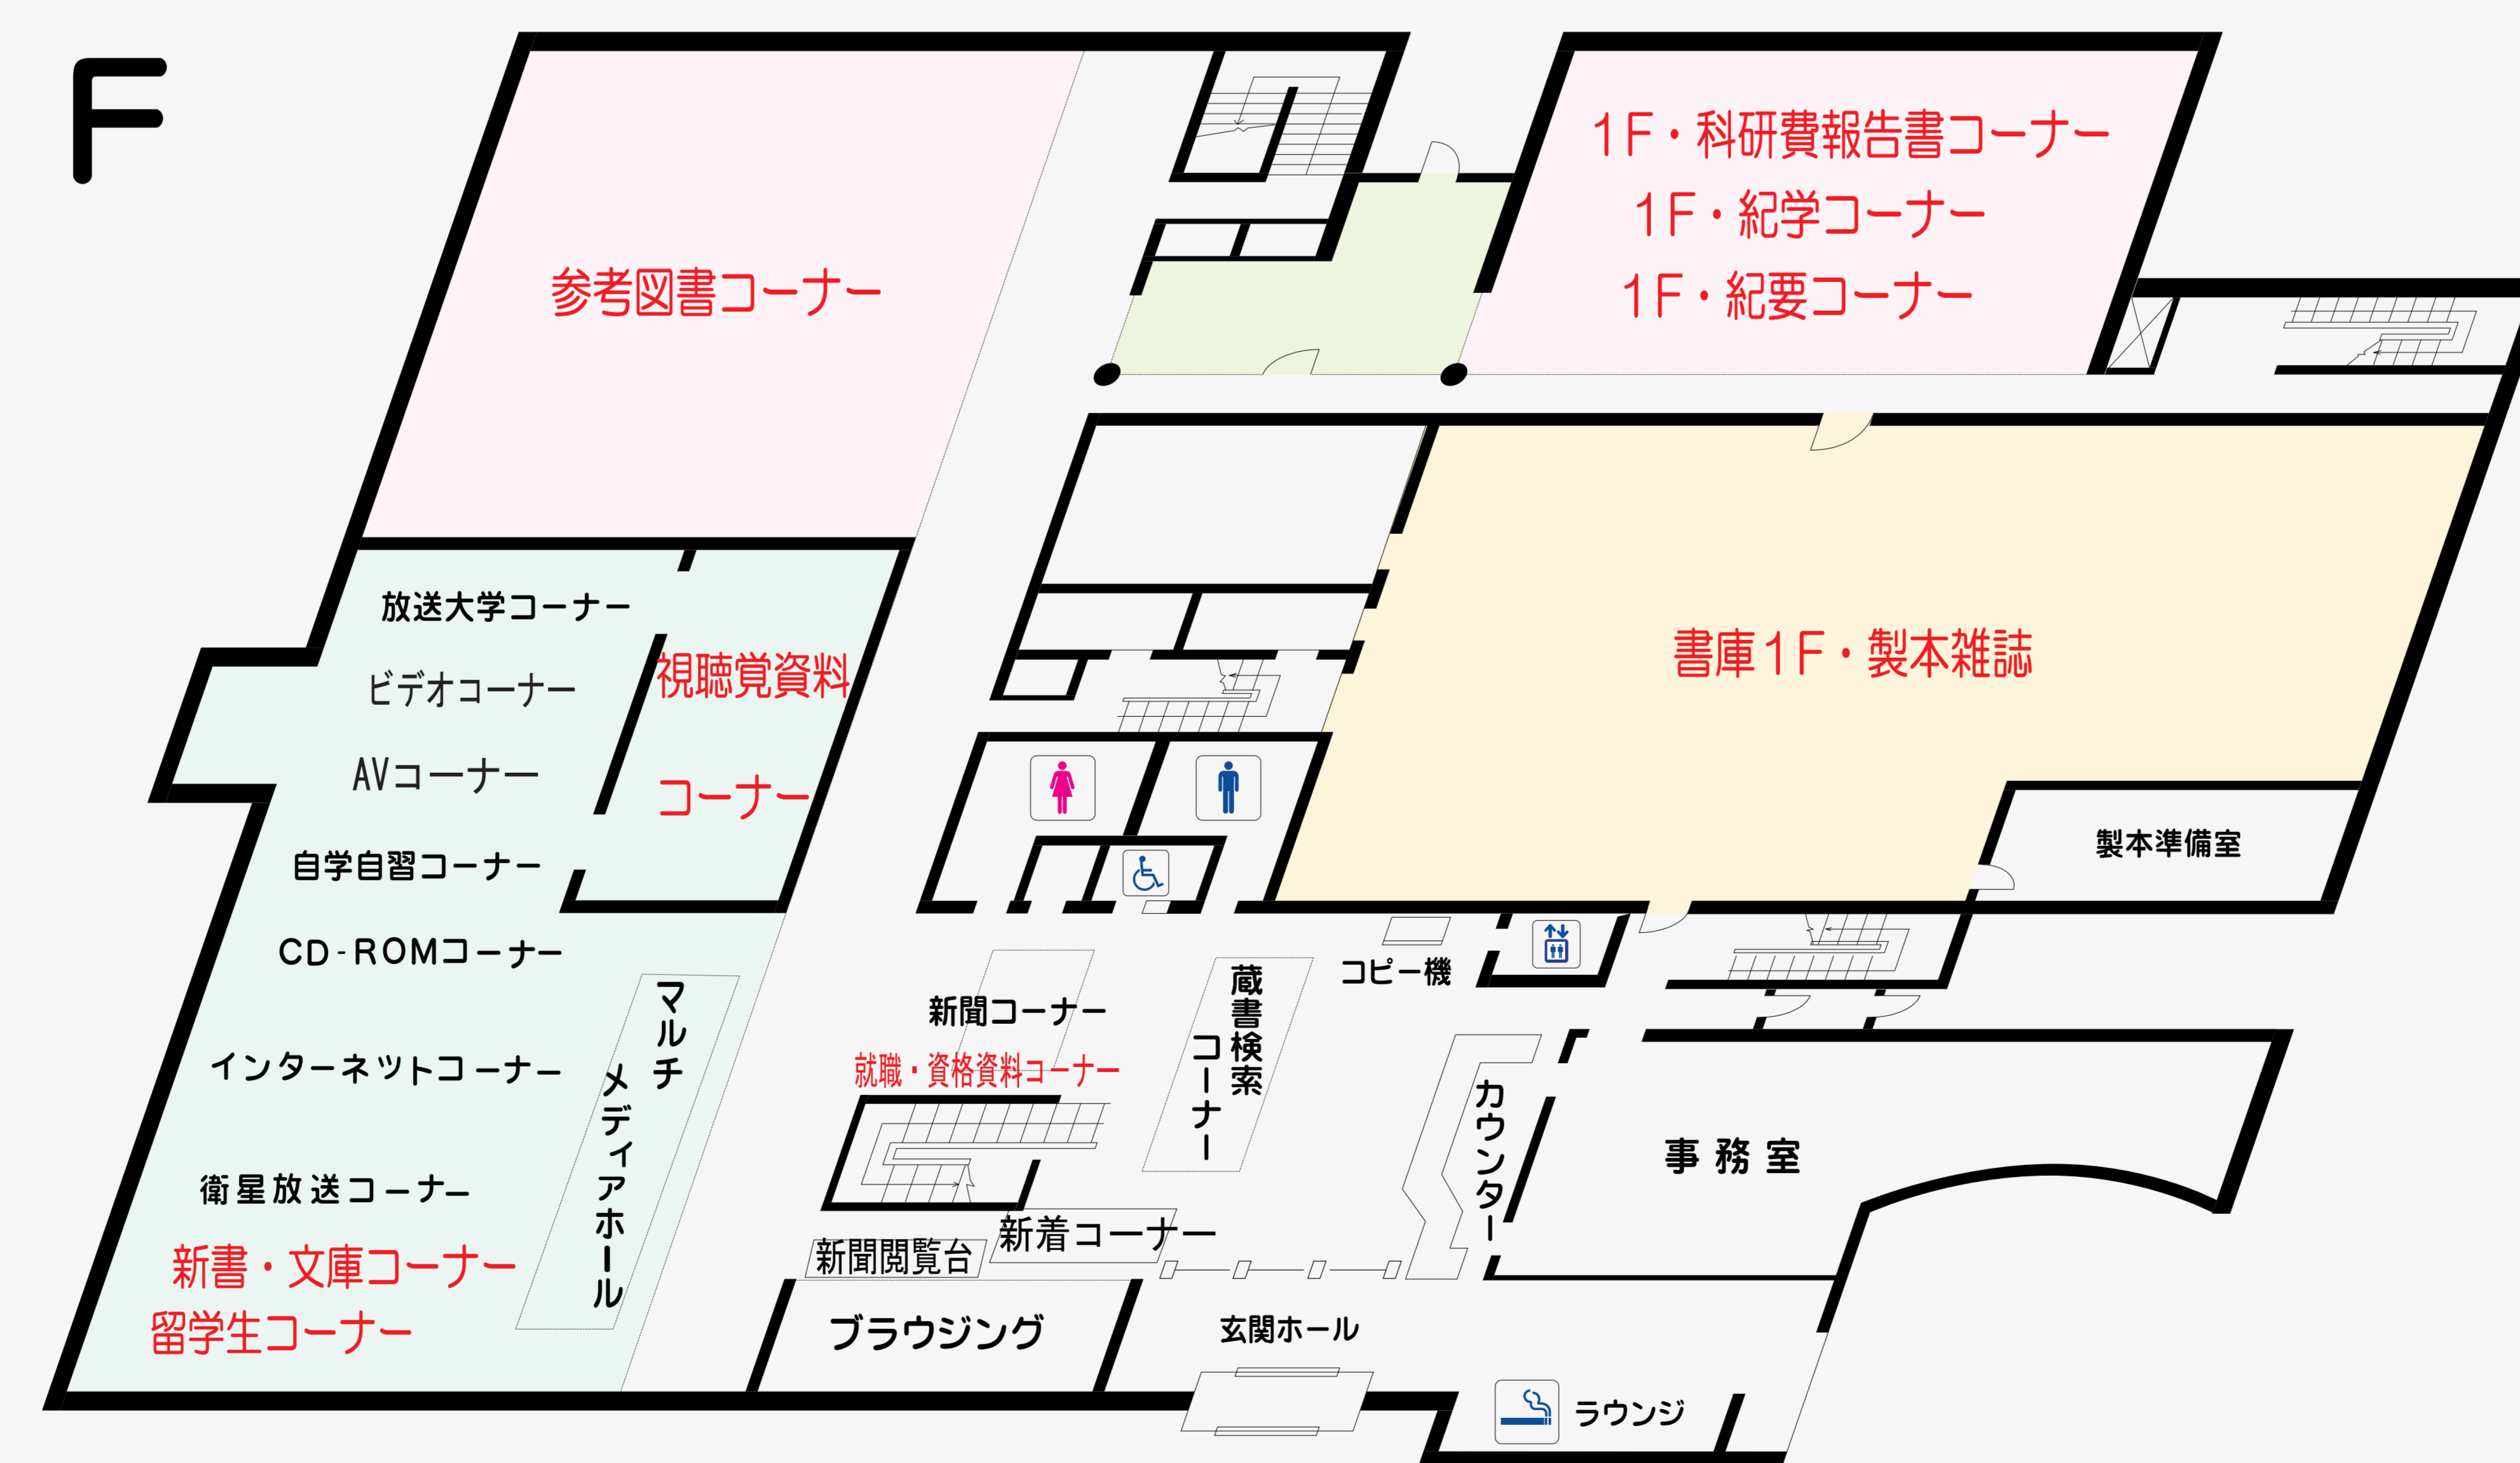 F
1F・科研費報告書コーナー
1F・紀学コーナー
1F・紀要コーナー
参考図書コーナー
放送大学コーナー
視聴覚資料
コーナー
ビデオコーナー
AVコーナー
自学自習コーナー
CD-ROMコーナー
インターネットコーナー
衛星放送コーナー
新書・文庫コーナー
留学生コーナー
マルチ
メディアホール
書庫1F・製本雑誌
製本準備室
コピー機
新聞コーナー
就職・資格資料コーナー
蔵書検索
コーナー
カウンター
事務室
新着コーナー
新聞閲覧台
ブラウジング
玄関ホール
ラウンジ